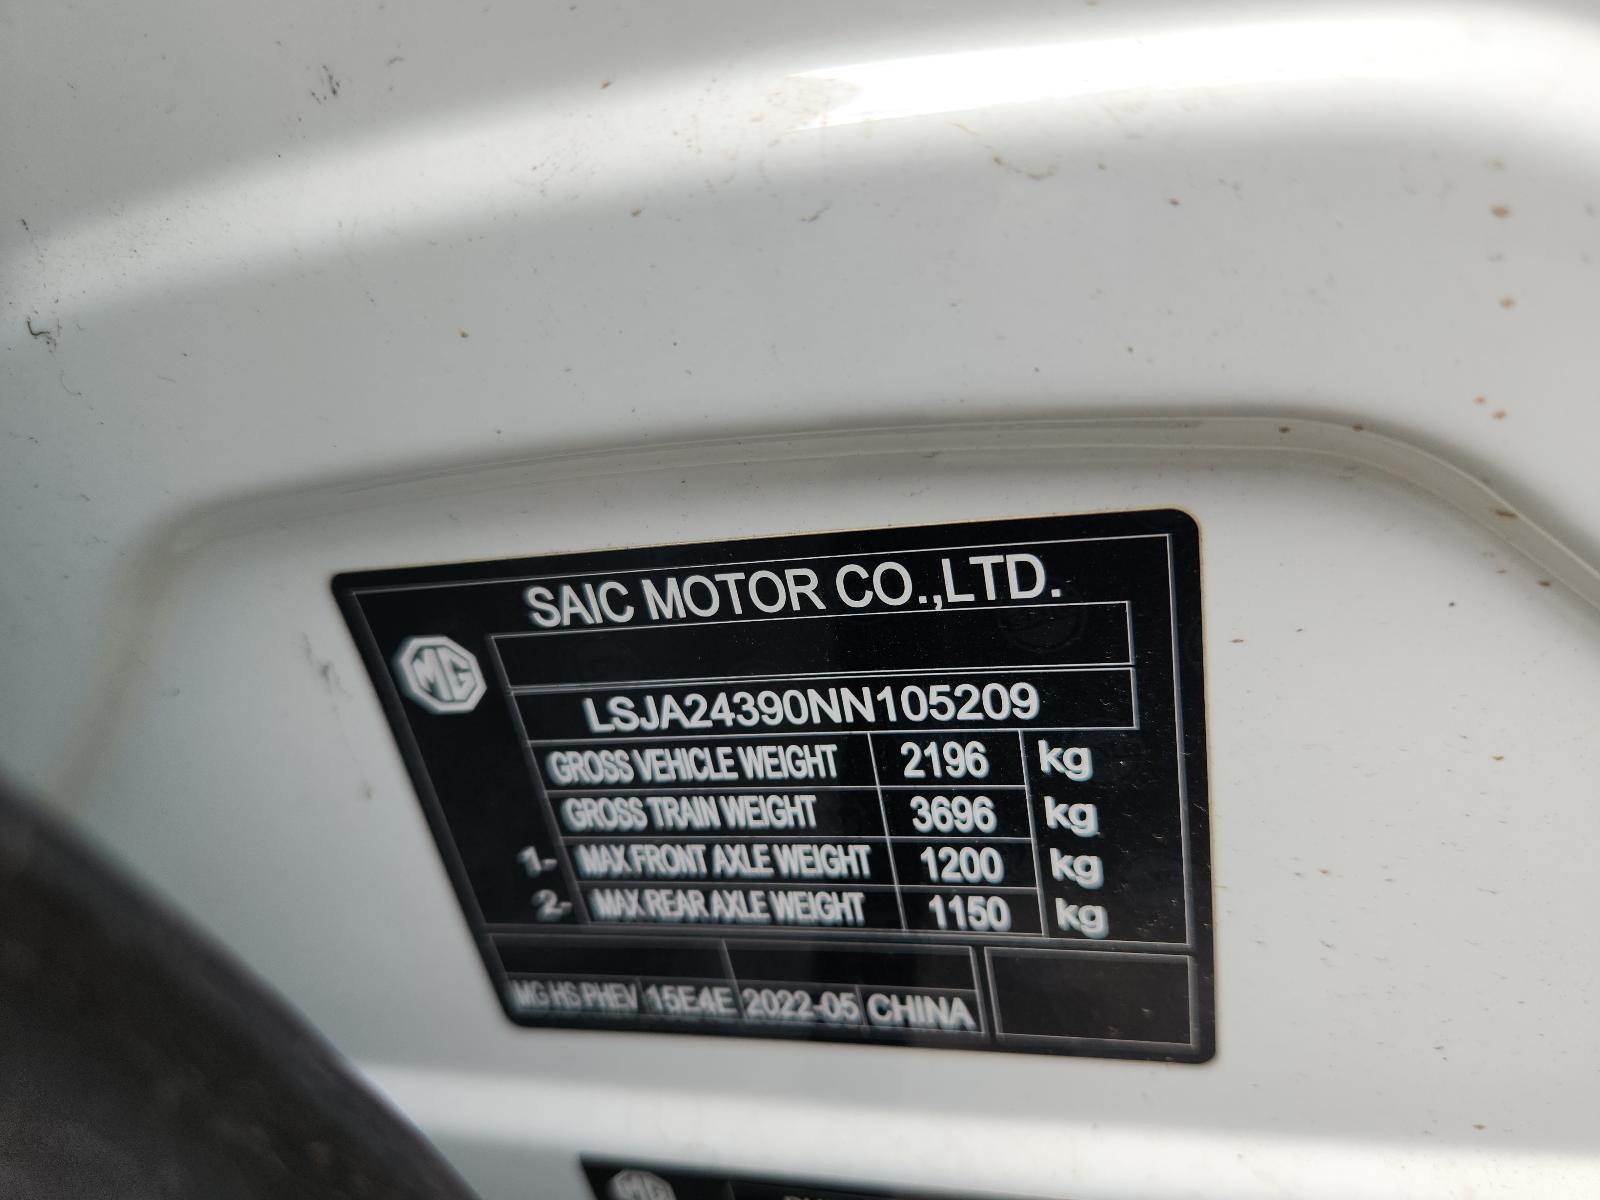 SAIC MOTOR CO.,LTD.
MG
LSJA24390NN105209
GROSS VEHICLE WEIGHT 2196 kg
GROSS TRAIN WEIGHT 3696 kg
1- MAX FRONT AXLE WEIGHT 1200 kg
2- MAX REAR AXLE WEIGHT 1150 kg
MG HS PHEV 15E4E 2022-05 CHINA
MG